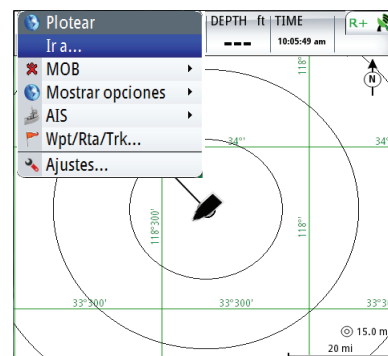 Plotear
DEPTH ft
TIME
R+
---
10:05:49 am
Ir a...
MOB
Mostrar opciones
AIS
Wpt/Rta/Trk...
Ajustes...
N
118°'
34°'
34°
118°300'
118°'
33°300'
33°300'
33°30
15.0 m
20 mi